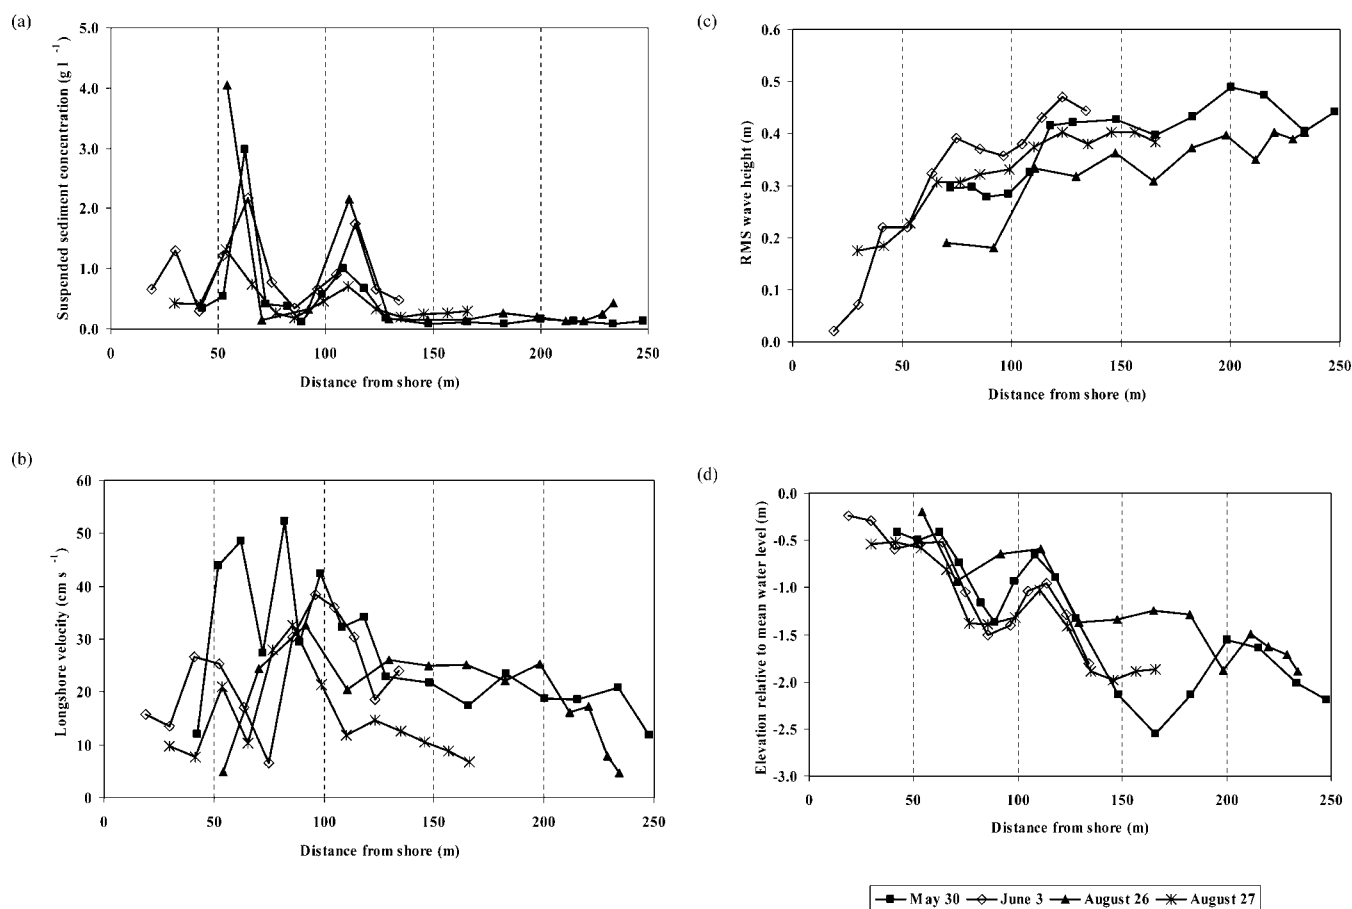 (a)
Suspended sediment concentration (g l⁻¹)
5.0
4.0
3.0
2.0
1.0
0.0
0 50 100 150 200 250
Distance from shore (m)
(b)
Longshore velocity (cm s⁻¹)
60
50
40
30
20
10
0
0 50 100 150 200 250
Distance from shore (m)
(c)
RMS wave height (m)
0.6
0.5
0.4
0.3
0.2
0.1
0.0
0 50 100 150 200 250
Distance from shore (m)
(d)
Elevation relative to mean water level (m)
0.0
-0.5
-1.0
-1.5
-2.0
-2.5
-3.0
0 50 100 150 200 250
Distance from shore (m)
May 30 June 3 August 26 August 27